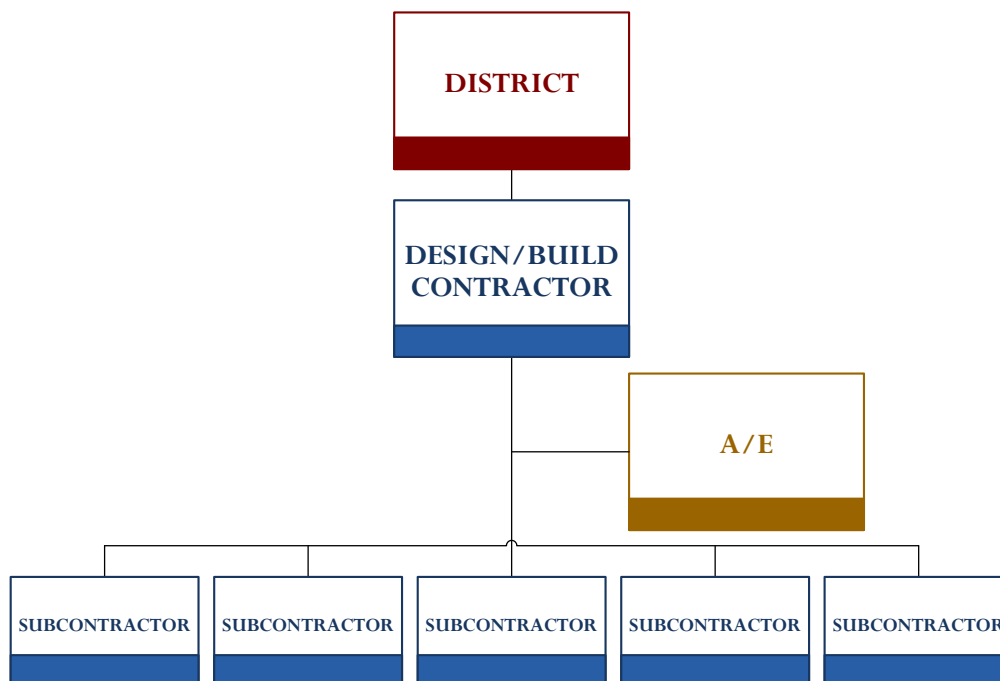 DISTRICT
DESIGN/BUILD
CONTRACTOR
A/E
SUBCONTRACTOR
SUBCONTRACTOR
SUBCONTRACTOR
SUBCONTRACTOR
SUBCONTRACTOR